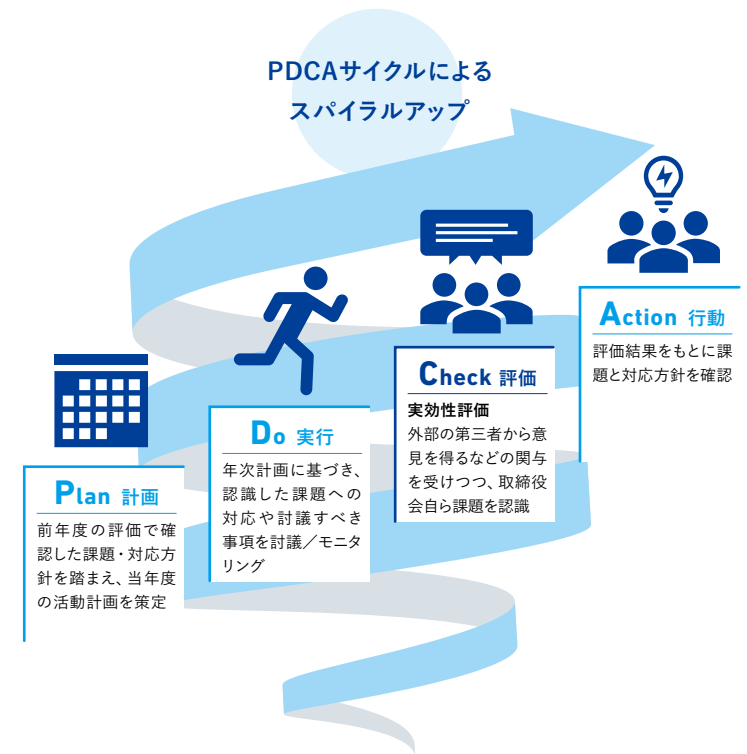 PDCAサイクルによる
スパイラルアップ
Plan 計画
前年度の評価で確
認した課題・対応方
針を踏まえ、当年度
の活動計画を策定
Do 実行
年次計画に基づき、
認識した課題への
対応や討議すべき
事項を討議／モニタ
リング
Check 評価
実効性評価
外部の第三者から意
見を得るなどの関与
を受けつつ、取締役
会自ら課題を認識
Action 行動
評価結果をもとに課
題と対応方針を確認